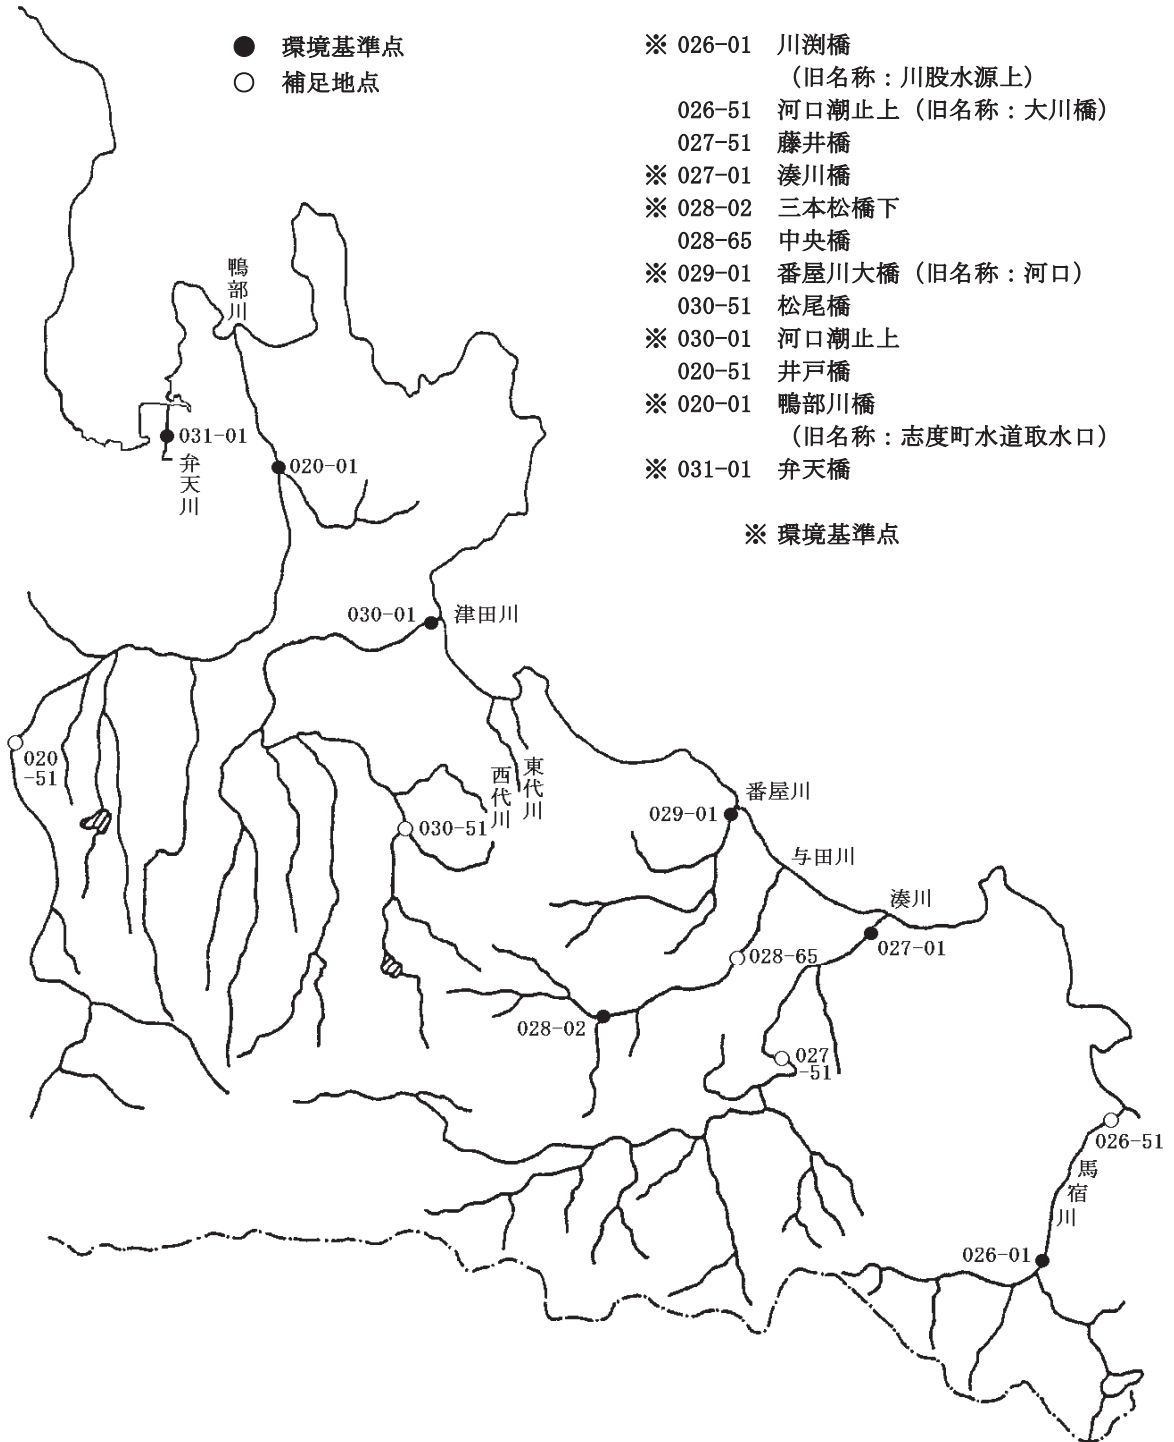 ● 環境基準点
○ 補足地点
※ 026-01 川渕橋
（旧名称：川股水源上）
026-51 河口潮止上（旧名称：大川橋）
027-51 藤井橋
※ 027-01 湊川橋
※ 028-02 三本松橋下
028-65 中央橋
※ 029-01 番屋川大橋（旧名称：河口）
030-51 松尾橋
※ 030-01 河口潮止上
020-51 井戸橋
※ 020-01 鴨部川橋
（旧名称：志度町水道取水口）
※ 031-01 弁天橋
※ 環境基準点
鴨部川
031-01
弁天川
020-01
030-01
津田川
020
-51
西代川
東代川
030-51
029-01
番屋川
与田川
湊川
027-01
028-65
028-02
027
-51
026-51
馬宿川
026-01